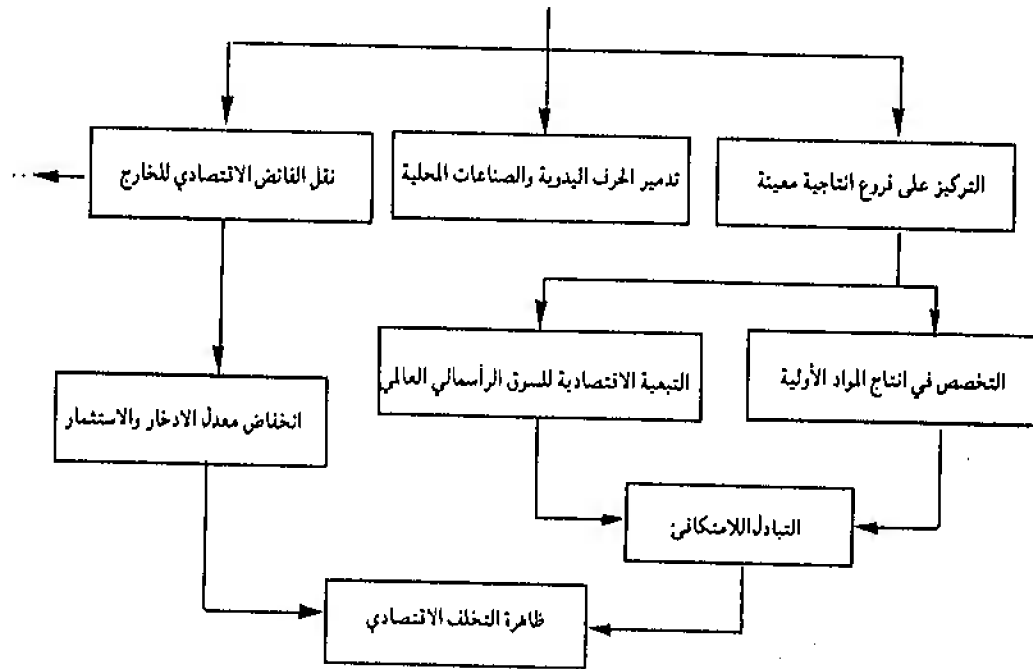 التركيز على فروع انتاجية معينة
تدمير الحرف اليدوية والصناعات المحلية
نقل الفائض الاقتصادي للخارج
..
التخصص في انتاج المواد الأولية
التبعية الاقتصادية للسوق الرأسمالي العالمي
انخفاض معدل الادخار والاستثمار
التبادل اللامتكافئ
ظاهرة التخلف الاقتصادي